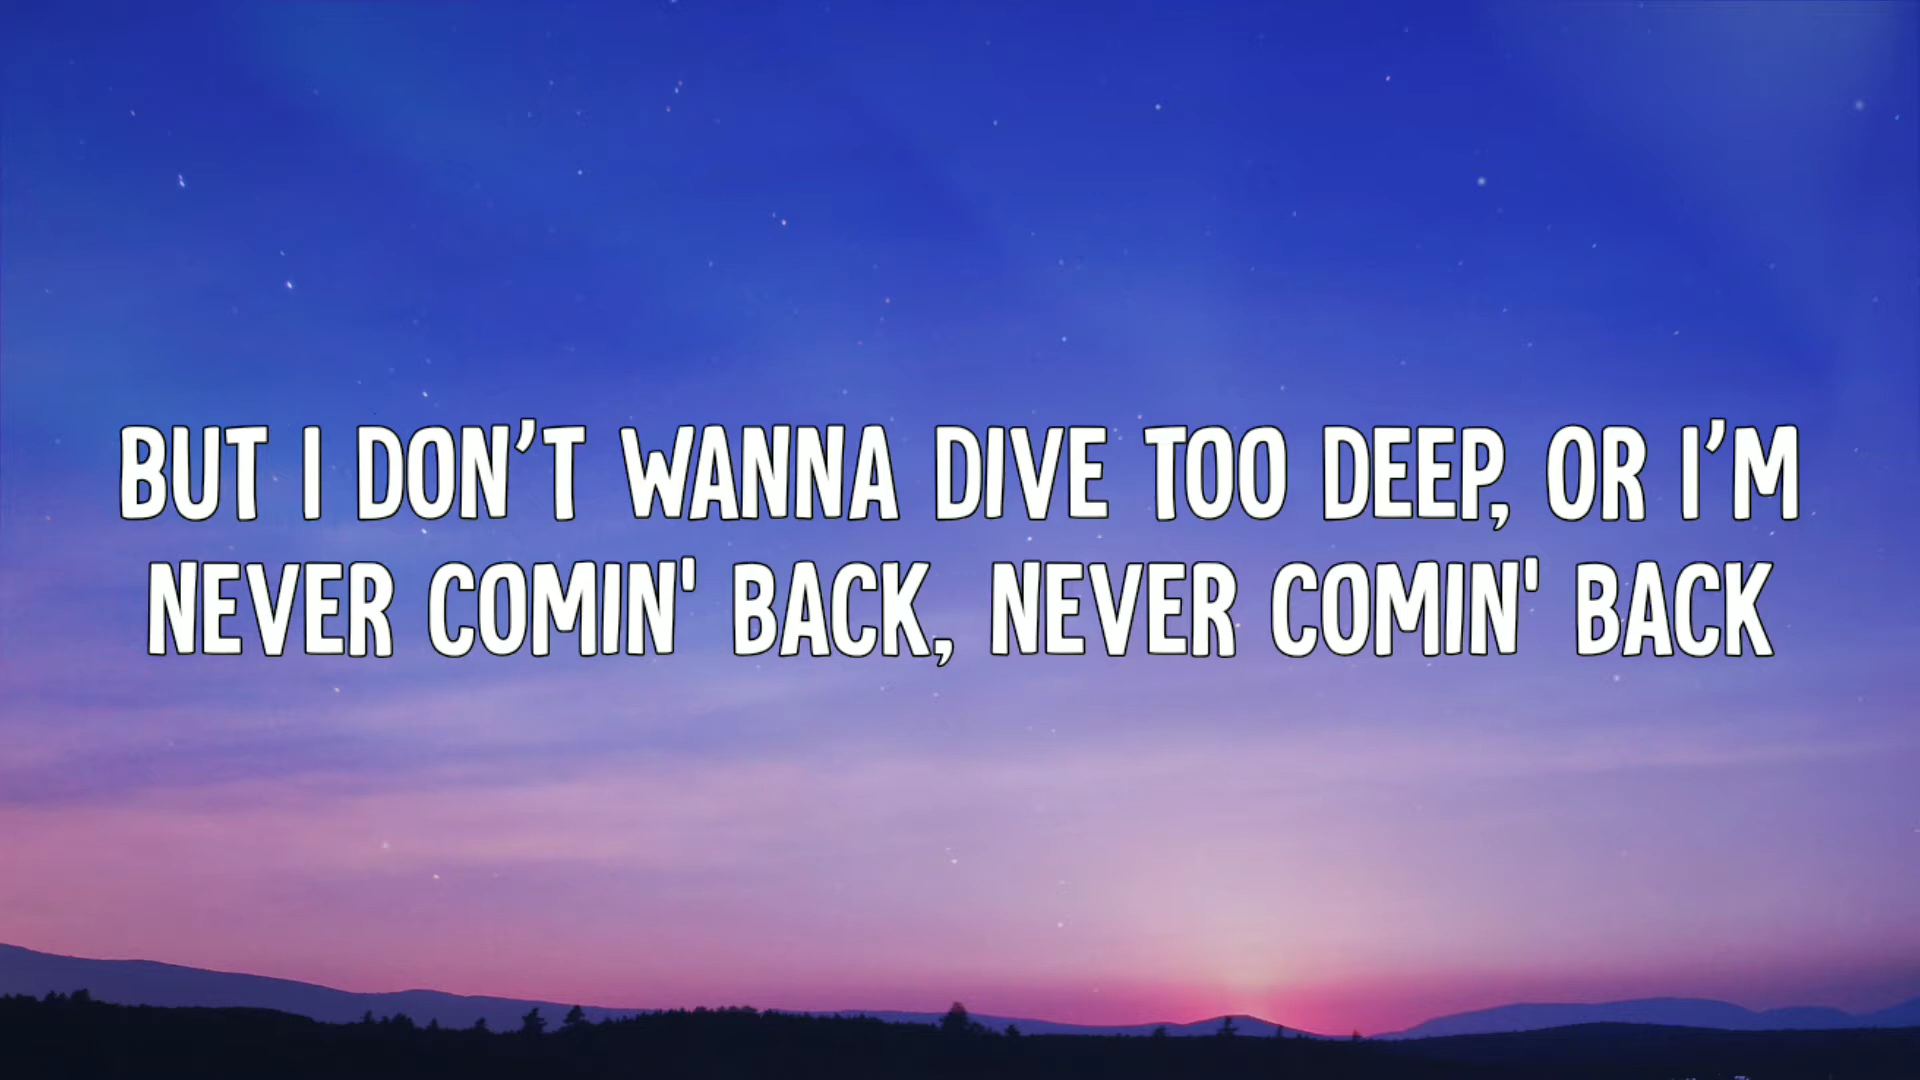 BUT I DON’T WANNA DIVE TOO DEEP, OR I’M
NEVER COMIN' BACK, NEVER COMIN' BACK